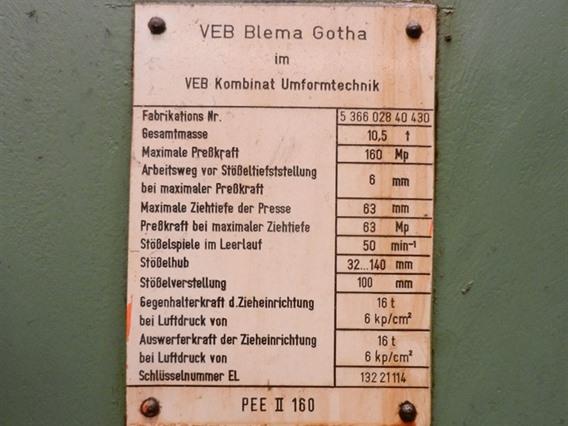 VEB Blema Gotha
im
VEB Kombinat Umformtechnik
Fabrikations Nr. 5 366 028 40 430
Gesamtmasse 10,5 t
Maximale Preßkraft 160 Mp
Arbeitsweg vor Stößeltiefststellung
bei maximaler Preßkraft 6 mm
Maximale Ziehtiefe der Presse 63 mm
Preßkraft bei maximaler Ziehtiefe 63 Mp
Stößelspiele im Leerlauf 50 min⁻¹
Stößelhub 32...140 mm
Stößelverstellung 100 mm
Gegenhalterkraft d.Zieheinrichtung 16 t
bei Luftdruck von 6 kp/cm²
Auswerferkraft der Zieheinrichtung 16 t
bei Luftdruck von 6 kp/cm²
Schlüsselnummer EL 132 21 114
PEE II 160